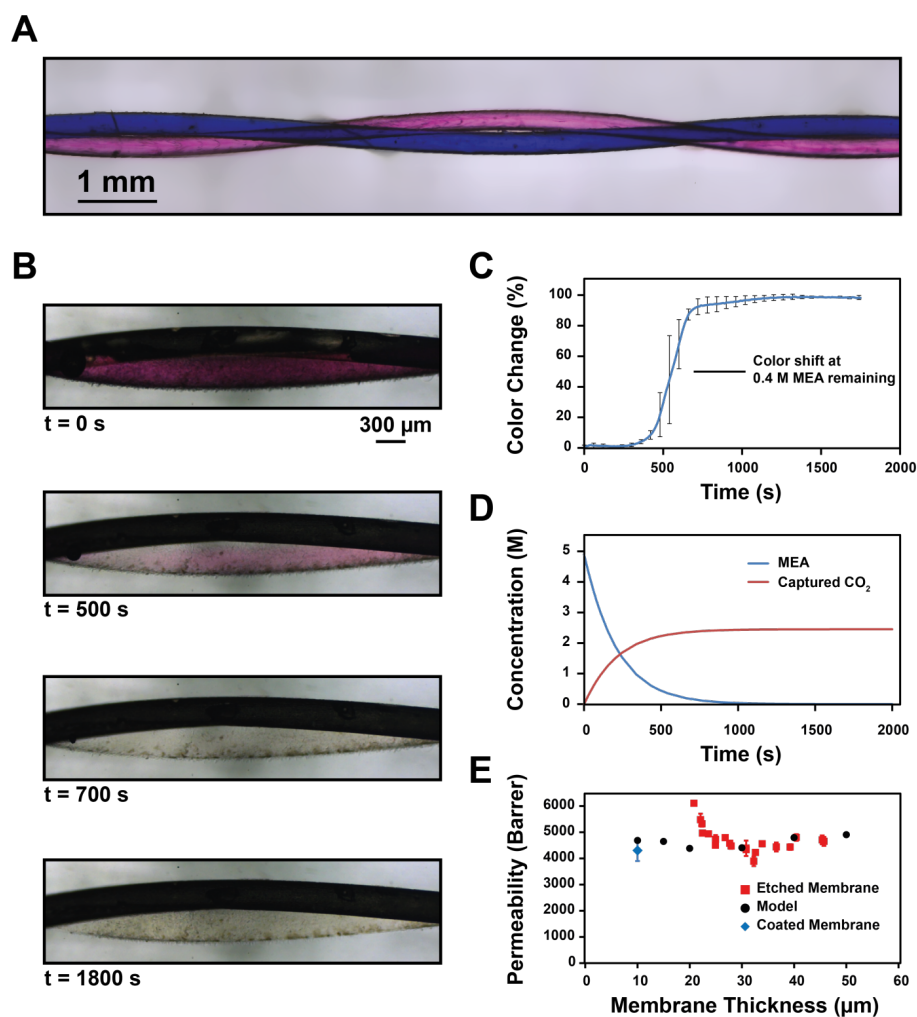 A
1 mm
B
t = 0 s
300 µm
t = 500 s
t = 700 s
t = 1800 s
C
Color Change (%)
100
80
60
40
20
0
Color shift at
0.4 M MEA remaining
0
500
1000
1500
2000
Time (s)
D
Concentration (M)
5
4
3
2
1
0
MEA
Captured CO₂
0
500
1000
1500
2000
Time (s)
E
Permeability (Barrer)
6000
5000
4000
3000
2000
1000
0
Etched Membrane
Model
Coated Membrane
0
10
20
30
40
50
60
Membrane Thickness (µm)